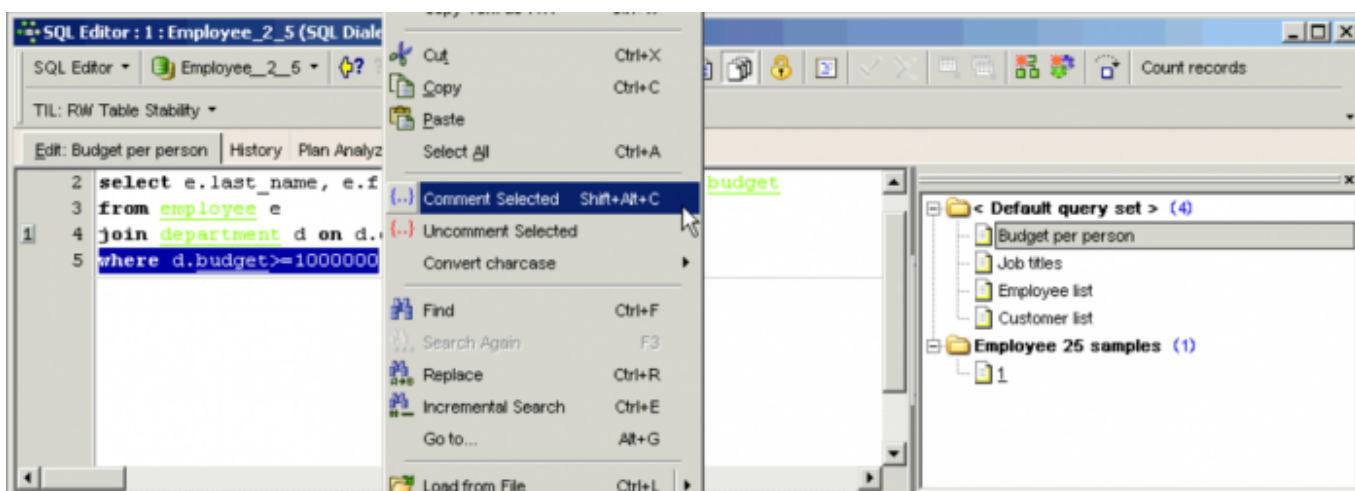 SQL Editor : 1 : Employee_2_5 (SQL Diale
SQL Editor
Employee_2_5
Count records
TIL: RW Table Stability
Edit: Budget per person
History
Plan Analyz
2 select e.last_name, e.f
budget
3 from employee e
1
4 join department d on d.
5 where d.budget>=1000000
Cut Ctrl+X
Copy Ctrl+C
Paste
Select All Ctrl+A
Comment Selected Shift+Alt+C
Uncomment Selected
Convert charcase
Find Ctrl+F
Search Again F3
Replace Ctrl+R
Incremental Search Ctrl+E
Go to... Alt+G
Load from File Ctrl+L
< Default query set > (4)
Budget per person
Job titles
Employee list
Customer list
Employee 25 samples (1)
1